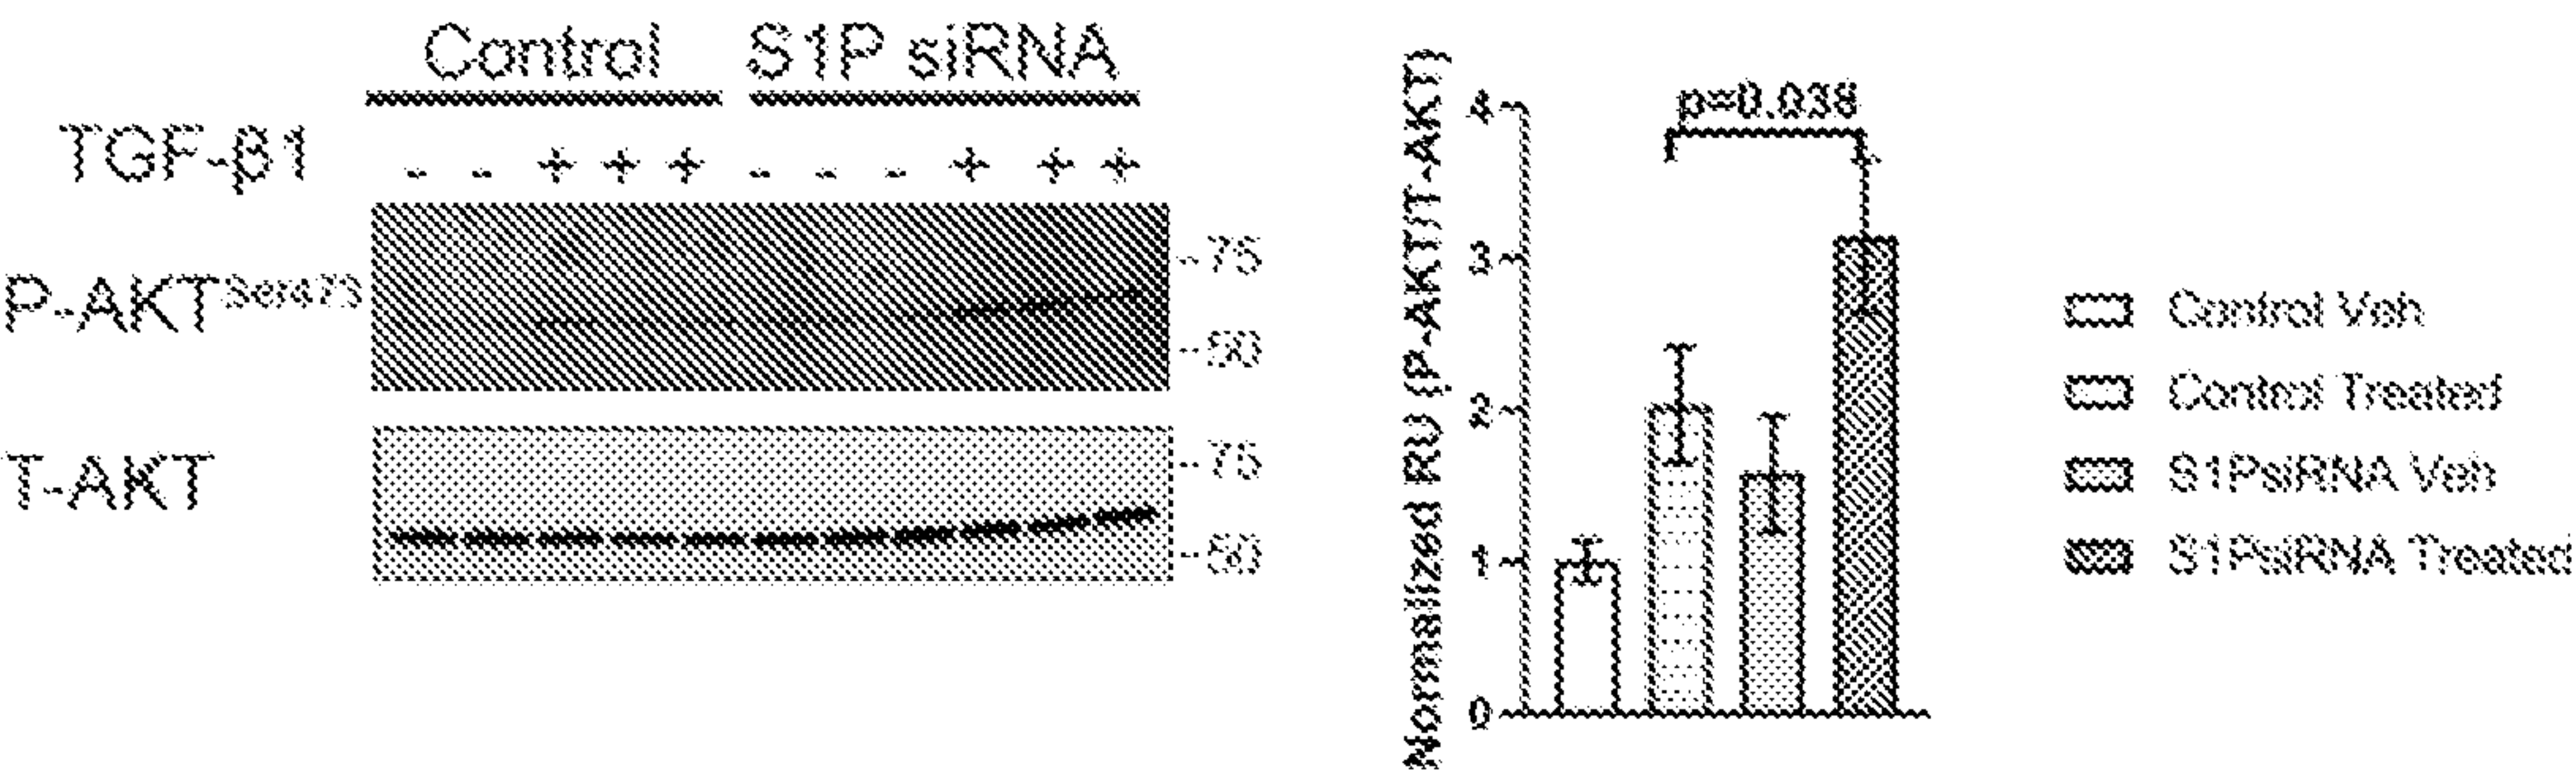 Control S1P siRNA
TGF-β1 - - + + + - - - + + +
P-AKTSer473
-75
-50
T-AKT
-75
-50
Normalized RU (P-AKT/T-AKT)
4
3
2
1
0
p=0.038
Control Veh
Control Treated
S1PsiRNA Veh
S1PsiRNA Treated